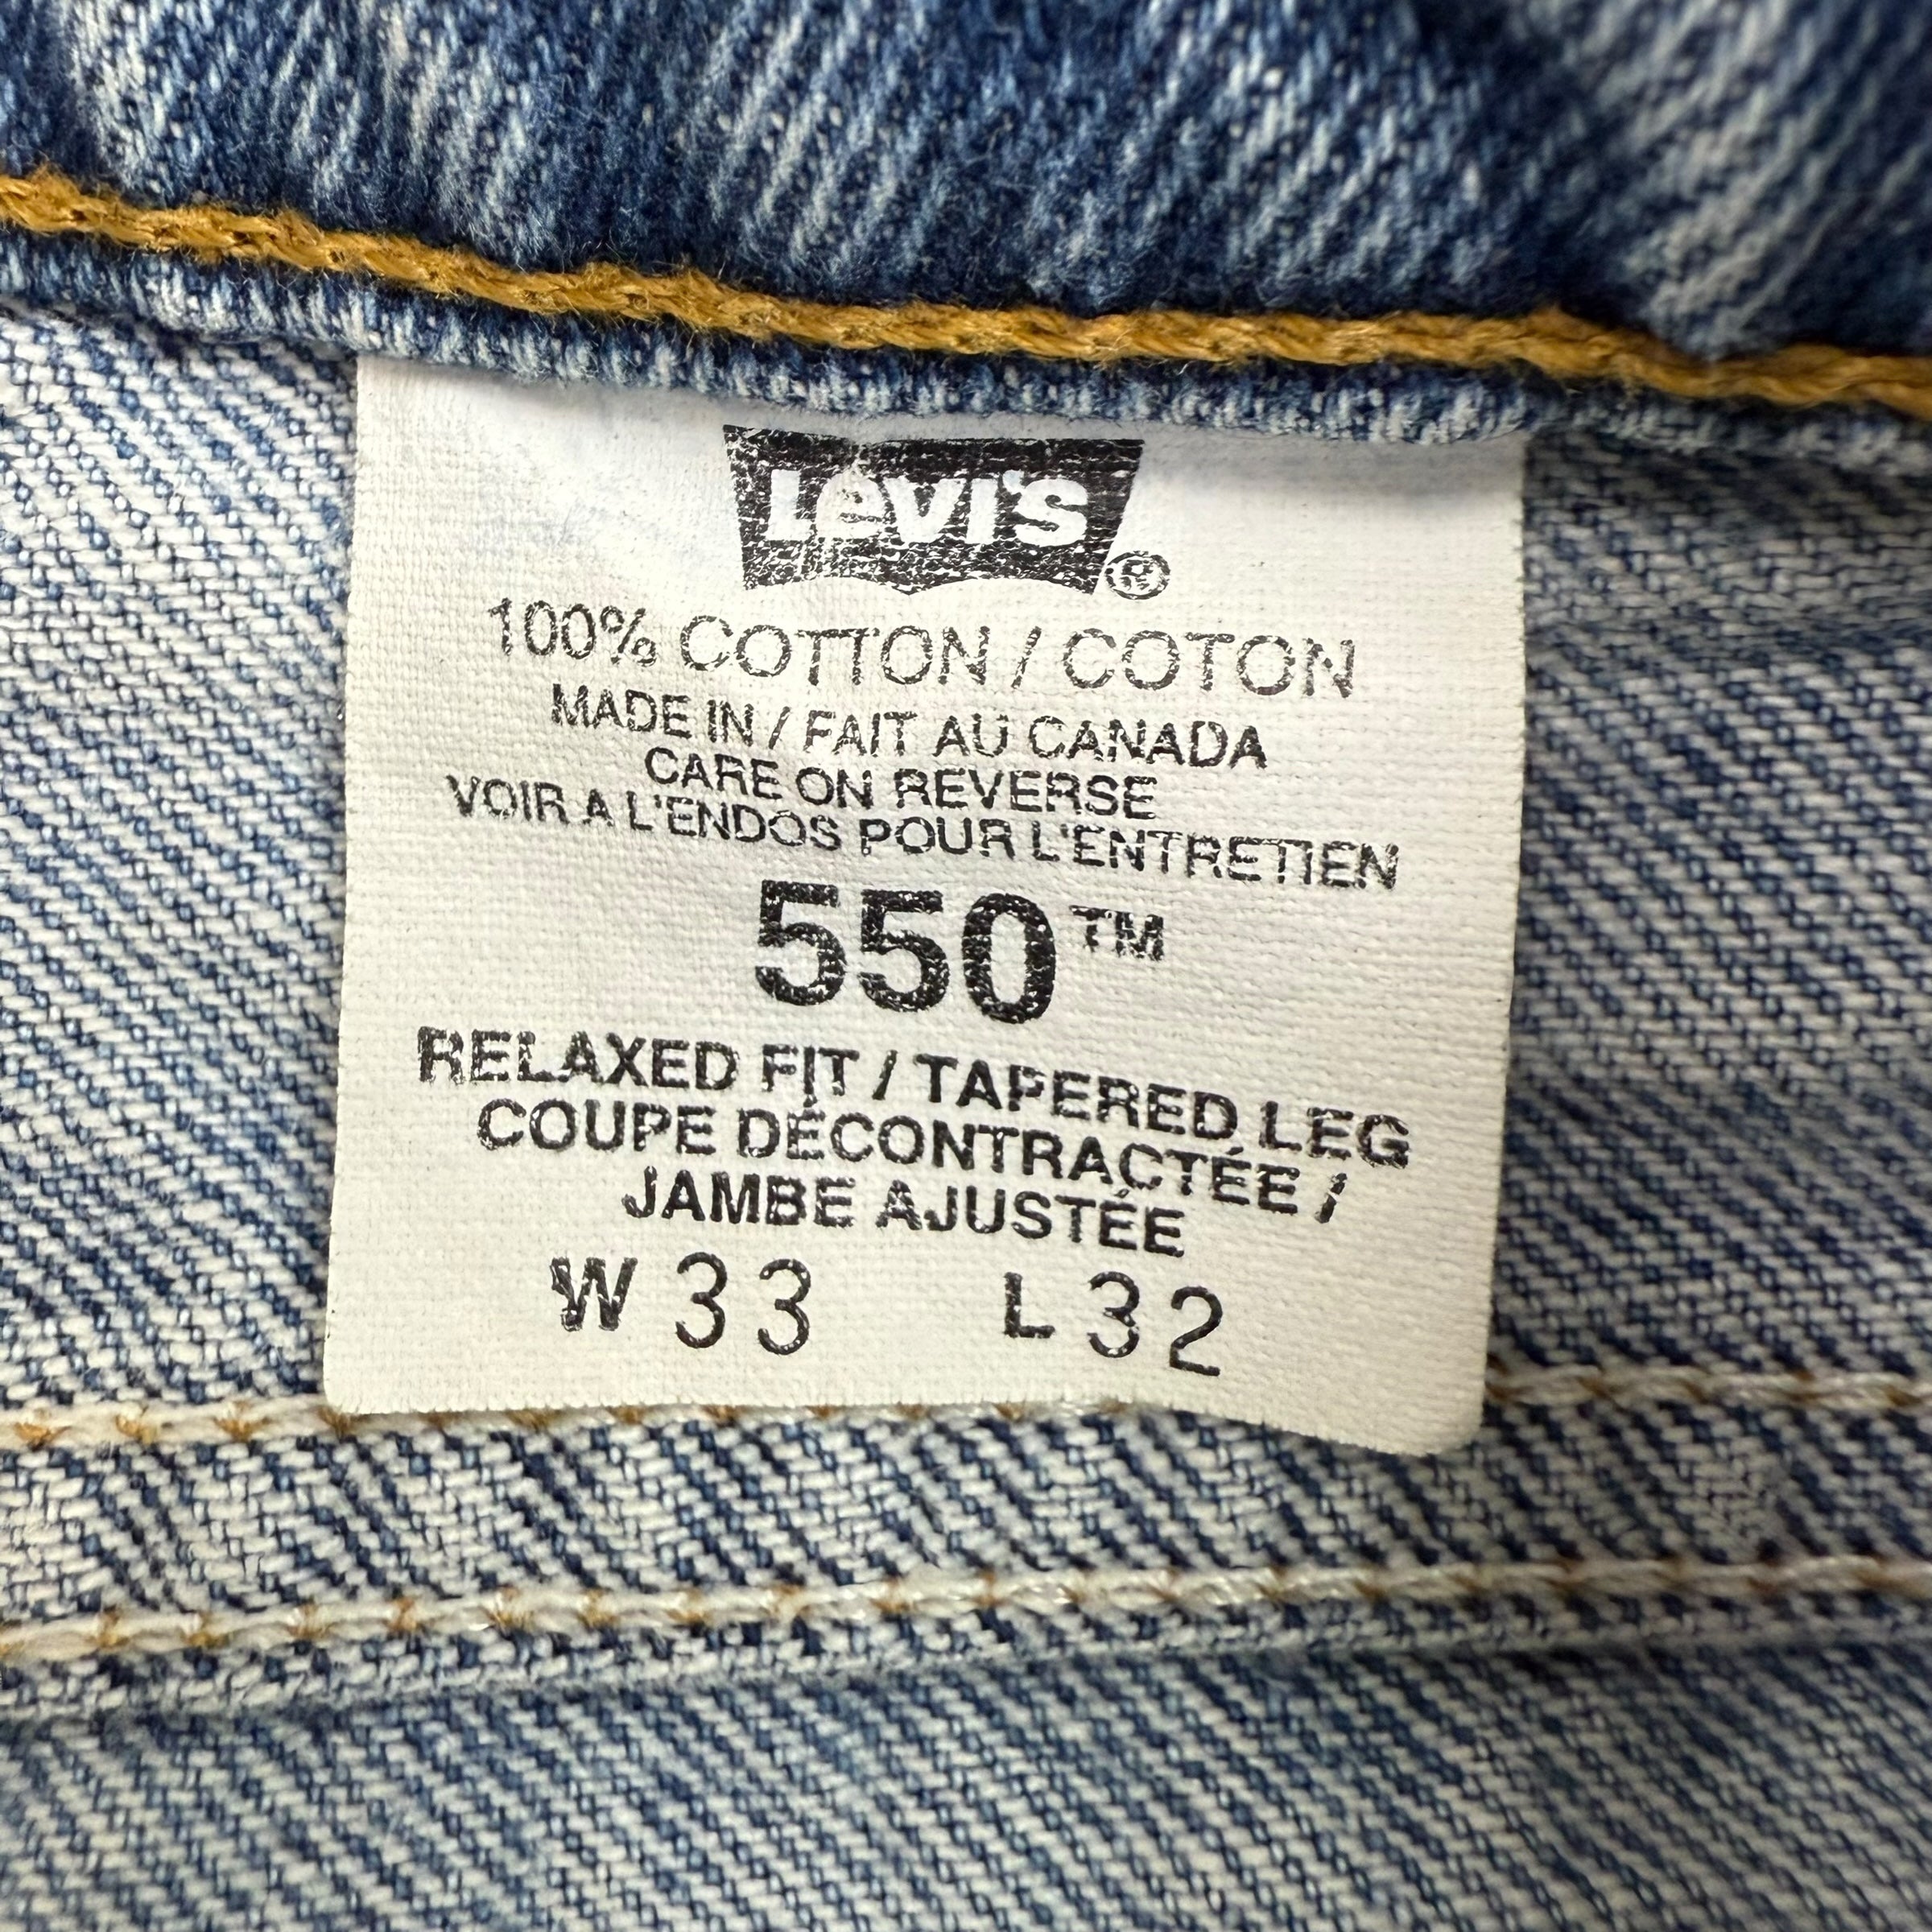 Levi's ®
100% COTTON / COTON
MADE IN / FAIT AU CANADA
CARE ON REVERSE
VOIR A L'ENDOS POUR L'ENTRETIEN
550™
RELAXED FIT / TAPERED LEG
COUPE DÉCONTRACTÉE /
JAMBE AJUSTÉE
W 33 L 32